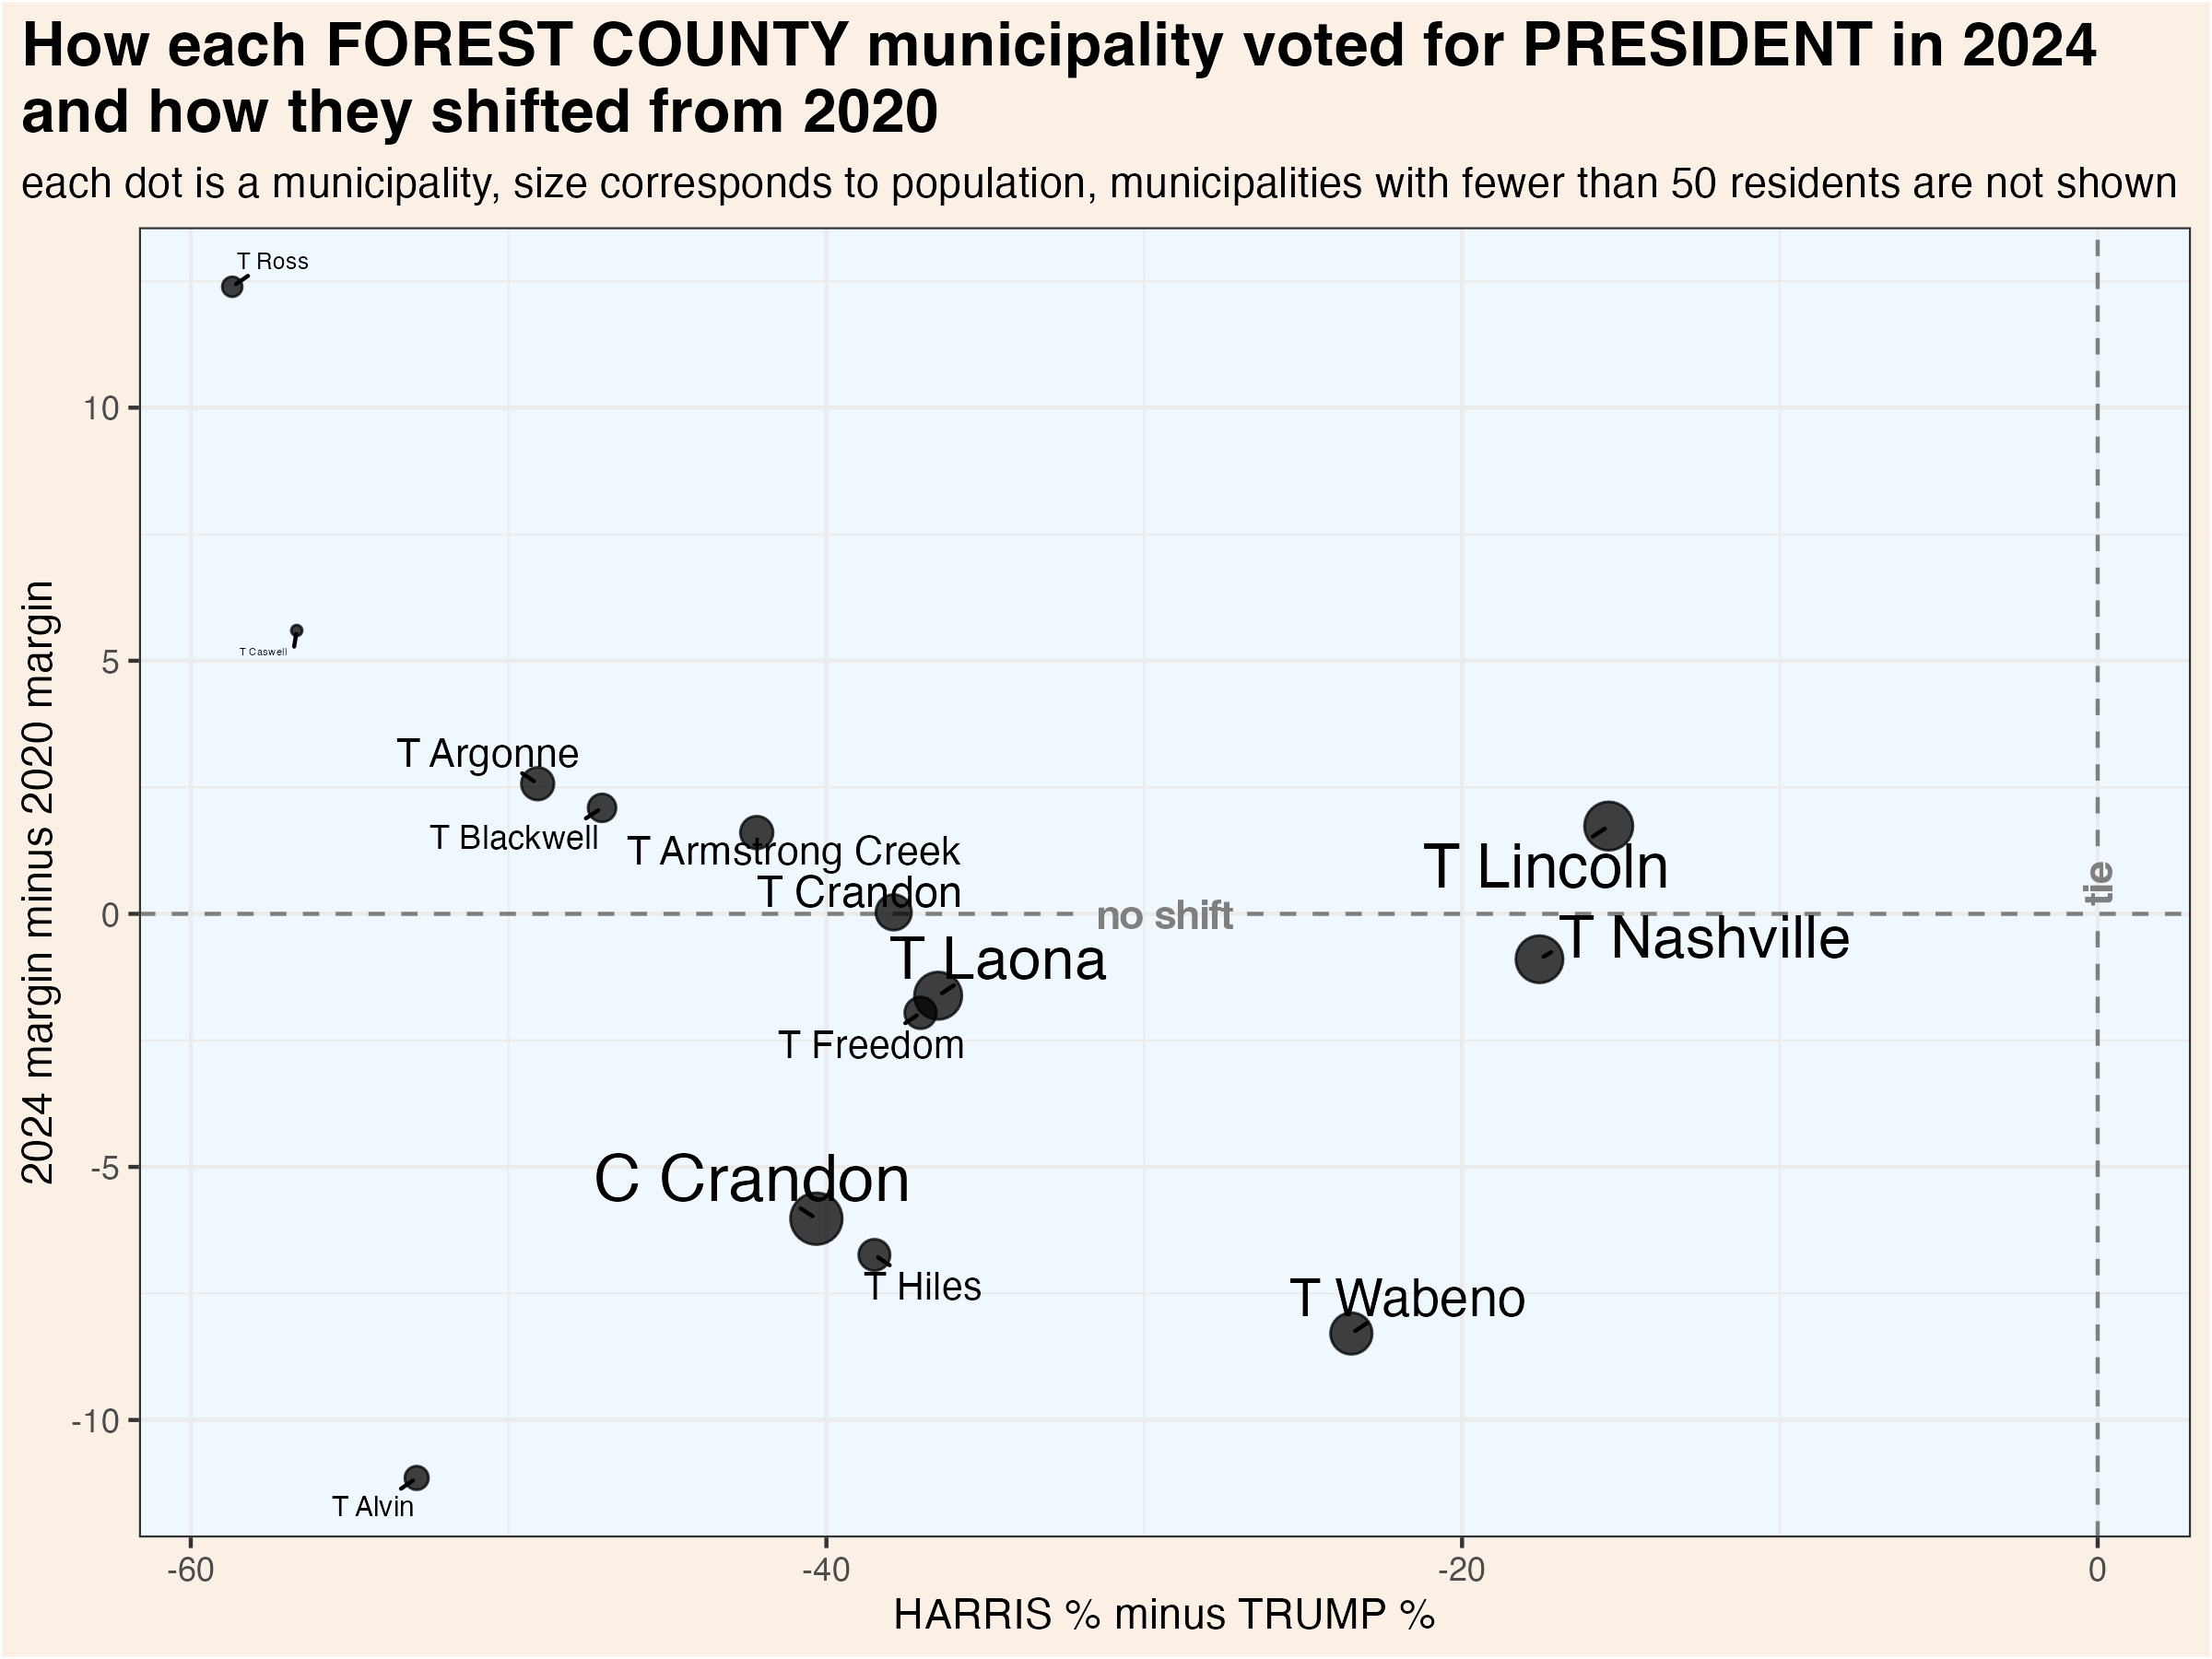 How each FOREST COUNTY municipality voted for PRESIDENT in 2024
and how they shifted from 2020
each dot is a municipality, size corresponds to population, municipalities with fewer than 50 residents are not shown
T Ross
10
T Caswell
5
T Argonne
T Blackwell
T Armstrong Creek
T Lincoln
T Crandon
tie
0
no shift
T Nashville
T Laona
T Freedom
2024 margin minus 2020 margin
-5
C Crandon
T Hiles
T Wabeno
-10
T Alvin
-60
-40
-20
0
HARRIS % minus TRUMP %